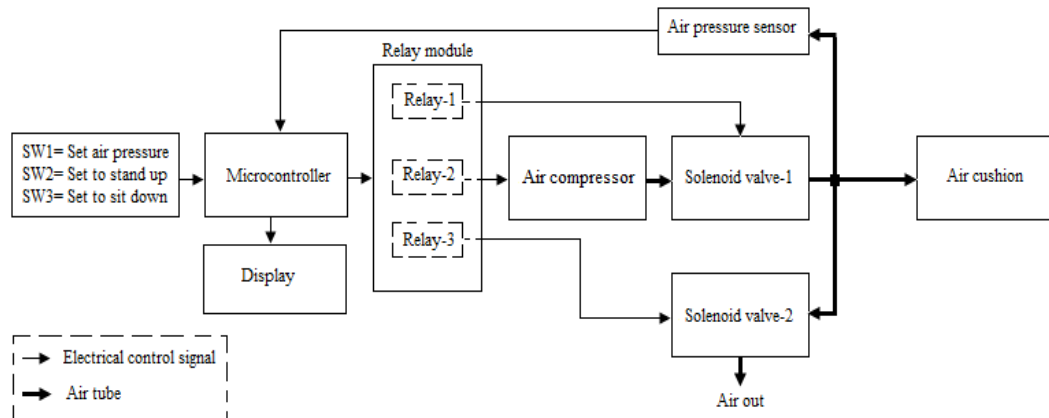 Air pressure sensor
Relay module
Relay-1
SW1= Set air pressure
SW2= Set to stand up
SW3= Set to sit down
Microcontroller
Relay-2
Air compressor
Solenoid valve-1
Air cushion
Relay-3
Display
Solenoid valve-2
Electrical control signal
Air tube
Air out